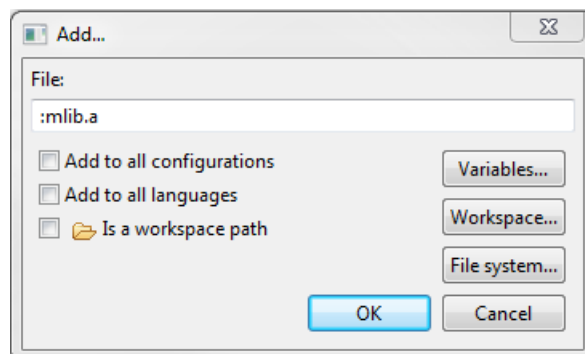 Add...
File:
:mlib.a
Add to all configurations
Variables...
Add to all languages
Workspace...
Is a workspace path
File system...
OK
Cancel